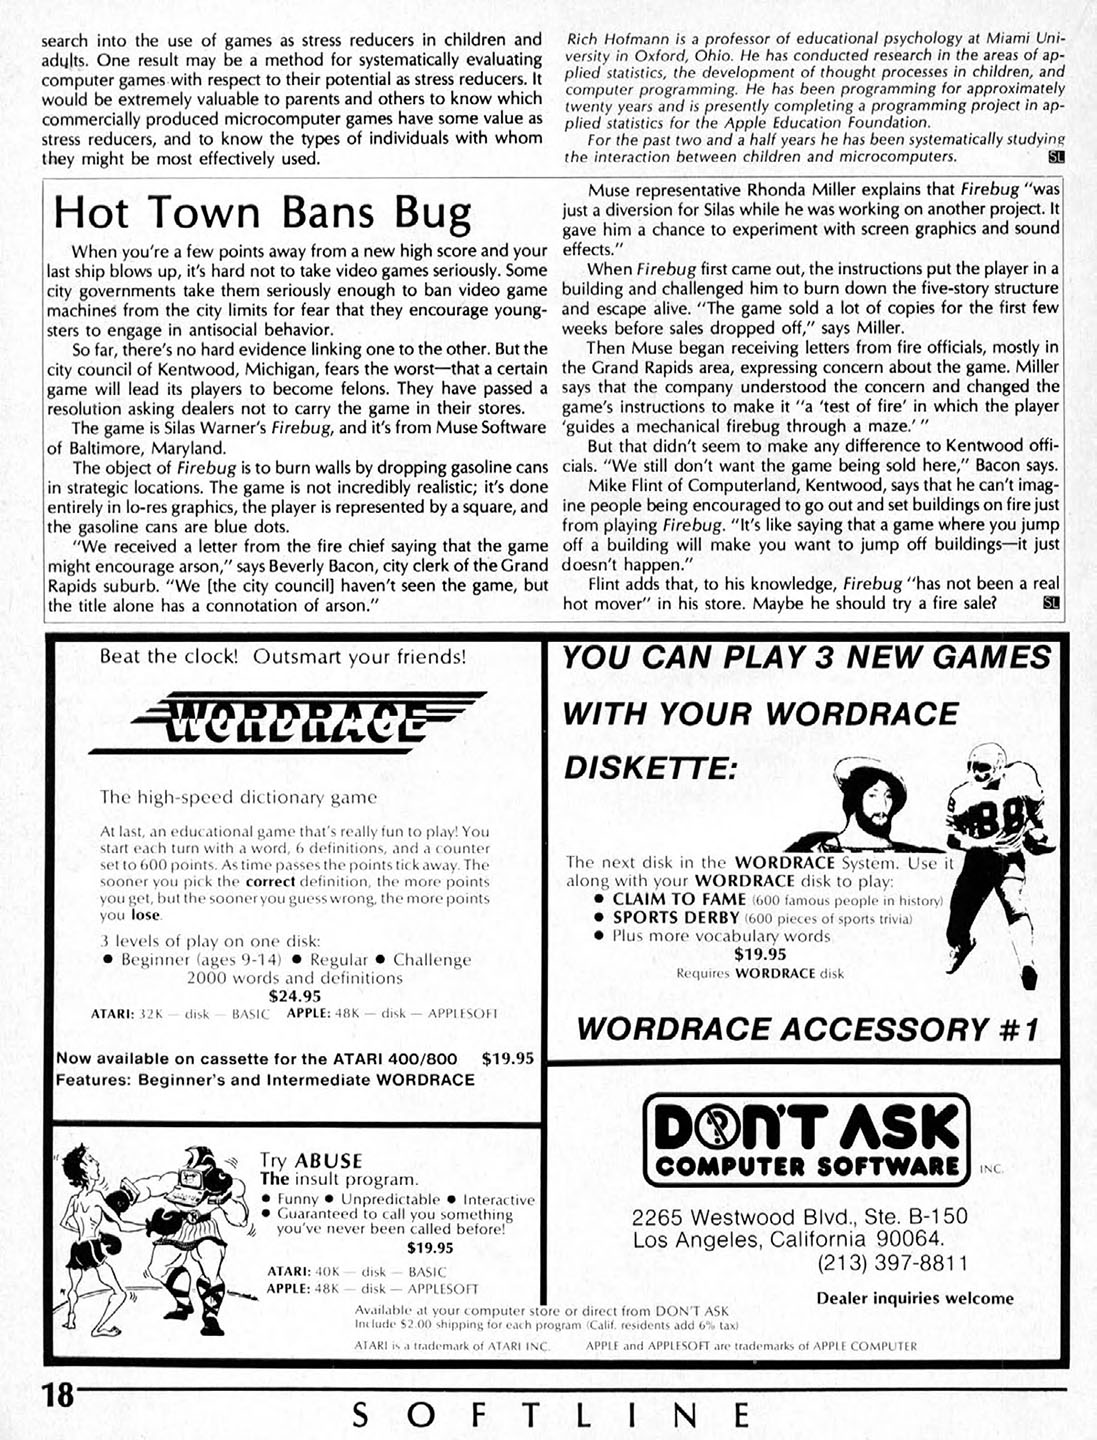 search into the use of games as stress reducers in children and
adults. One result may be a method for systematically evaluating
computer games with respect to their potential as stress reducers. It
would be extremely valuable to parents and others to know which
commercially produced microcomputer games have some value as
stress reducers, and to know the types of individuals with whom
they might be most effectively used.
Rich Hofmann is a professor of educational psychology at Miami Uni-
versity in Oxford, Ohio. He has conducted research in the areas of ap-
plied statistics, the development of thought processes in children, and
computer programming. He has been programming for approximately
twenty years and is presently completing a programming project in ap-
plied statistics for the Apple Education Foundation.
For the past two and a half years he has been systematically studying
the interaction between children and microcomputers. SL
Hot Town Bans Bug
When you're a few points away from a new high score and your
last ship blows up, it's hard not to take video games seriously. Some
city governments take them seriously enough to ban video game
machines from the city limits for fear that they encourage young-
sters to engage in antisocial behavior.
So far, there's no hard evidence linking one to the other. But the
city council of Kentwood, Michigan, fears the worst—that a certain
game will lead its players to become felons. They have passed a
resolution asking dealers not to carry the game in their stores.
The game is Silas Warner's Firebug, and it's from Muse Software
of Baltimore, Maryland.
The object of Firebug is to burn walls by dropping gasoline cans
in strategic locations. The game is not incredibly realistic; it's done
entirely in lo-res graphics, the player is represented by a square, and
the gasoline cans are blue dots.
"We received a letter from the fire chief saying that the game
might encourage arson," says Beverly Bacon, city clerk of the Grand
Rapids suburb. "We [the city council] haven't seen the game, but
the title alone has a connotation of arson."
Muse representative Rhonda Miller explains that Firebug "was
just a diversion for Silas while he was working on another project. It
gave him a chance to experiment with screen graphics and sound
effects."
When Firebug first came out, the instructions put the player in a
building and challenged him to burn down the five-story structure
and escape alive. "The game sold a lot of copies for the first few
weeks before sales dropped off," says Miller.
Then Muse began receiving letters from fire officials, mostly in
the Grand Rapids area, expressing concern about the game. Miller
says that the company understood the concern and changed the
game's instructions to make it "a 'test of fire' in which the player
'guides a mechanical firebug through a maze.' "
But that didn't seem to make any difference to Kentwood offi-
cials. "We still don't want the game being sold here," Bacon says.
Mike Flint of Computerland, Kentwood, says that he can't imag-
ine people being encouraged to go out and set buildings on fire just
from playing Firebug. "It's like saying that a game where you jump
off a building will make you want to jump off buildings—it just
doesn't happen."
Flint adds that, to his knowledge, Firebug "has not been a real
hot mover" in his store. Maybe he should try a fire sale? SL
Beat the clock! Outsmart your friends!
WORDRACE
The high-speed dictionary game
At last, an educational game that's really fun to play! You
start each turn with a word, 6 definitions, and a counter
set to 600 points. As time passes the points tick away. The
sooner you pick the correct definition, the more points
you get, but the sooner you guess wrong, the more points
you lose.
3 levels of play on one disk:
● Beginner (ages 9-14) ● Regular ● Challenge
2000 words and definitions
$24.95
ATARI: 32K — disk — BASIC APPLE: 48K — disk — APPLESOFT
Now available on cassette for the ATARI 400/800 $19.95
Features: Beginner's and Intermediate WORDRACE
YOU CAN PLAY 3 NEW GAMES
WITH YOUR WORDRACE
DISKETTE:
88
The next disk in the WORDRACE System. Use it
along with your WORDRACE disk to play:
● CLAIM TO FAME (600 famous people in history)
● SPORTS DERBY (600 pieces of sports trivia)
● Plus more vocabulary words
$19.95
Requires WORDRACE disk
WORDRACE ACCESSORY #1
Try ABUSE
The insult program.
● Funny ● Unpredictable ● Interactive
● Guaranteed to call you something
you've never been called before!
$19.95
ATARI: 40K — disk — BASIC
APPLE: 48K — disk — APPLESOFT
DON'T ASK
COMPUTER SOFTWARE INC.
2265 Westwood Blvd., Ste. B-150
Los Angeles, California 90064.
(213) 397-8811
Dealer inquiries welcome
Available at your computer store or direct from DON'T ASK
Include $2.00 shipping for each program (Calif. residents add 6% tax)
ATARI is a trademark of ATARI INC. APPLE and APPLESOFT are trademarks of APPLE COMPUTER
18
SOFTLINE